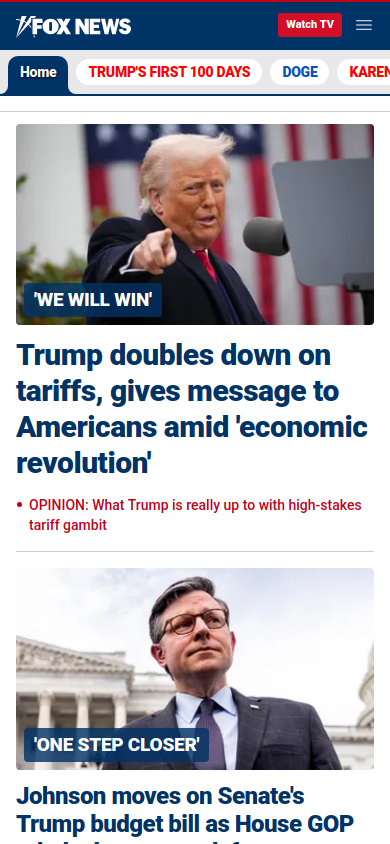 FOX NEWS
Watch TV
Home
TRUMP'S FIRST 100 DAYS
DOGE
KAREN
'WE WILL WIN'
Trump doubles down on
tariffs, gives message to
Americans amid 'economic
revolution'
• OPINION: What Trump is really up to with high-stakes
tariff gambit
'ONE STEP CLOSER'
Johnson moves on Senate's
Trump budget bill as House GOP